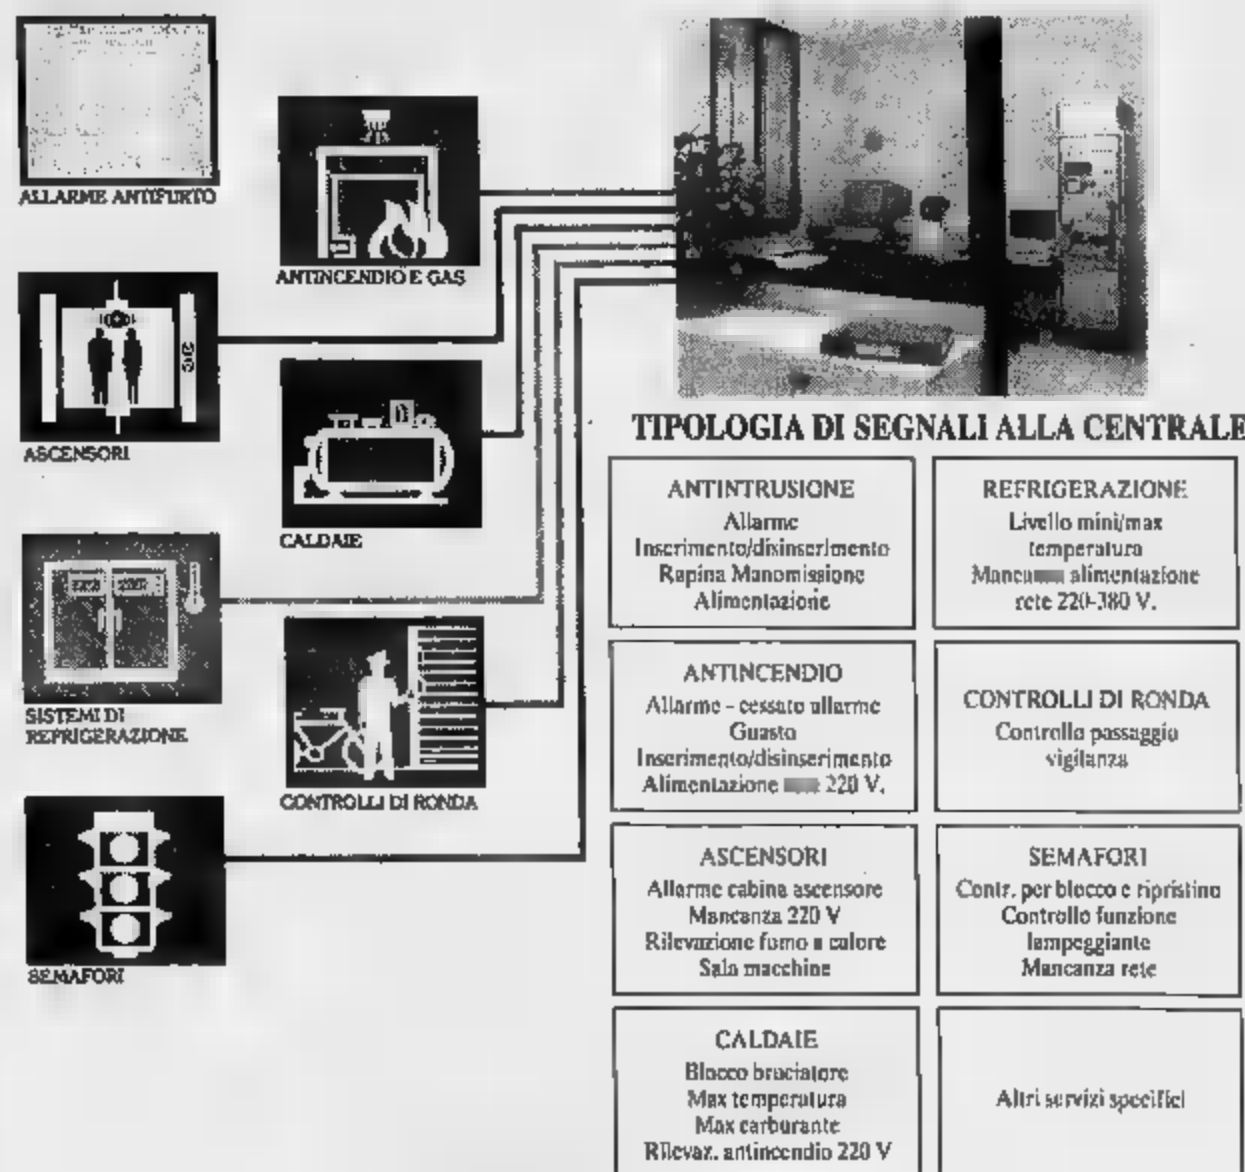 ALLARME ANTIFURTO
ANTINCENDIO E GAS
ASCENSORI
CALDAIE
SISTEMI DI
REFRIGERAZIONE
CONTROLLI DI RONDA
SEMAFORI
TIPOLOGIA DI SEGNALI ALLA CENTRALE
ANTINTRUSIONE
Allarme
Inserimento/disinserimento
Rapina Manomissione
Alimentazione
REFRIGERAZIONE
Livello mini/max
temperatura
alimentazione
rete 220-380 V.
ANTINCENDIO
Allarme - cessato allarme
Guasto
Inserimento/disinserimento
Alimentazione 220 V.
CONTROLLI DI RONDA
Controllo passaggio
vigilanza
ASCENSORI
Allarme cabina ascensore
Mancanza 220 V
Rilevazione fumo e calore
Sala macchine
SEMAFORI
Contr. per blocco e ripristino
Controllo funzione
lampeggiante
Mancanza rete
CALDAIE
Blocco bruciatore
Max temperatura
Max carburante
Rilevaz. antincendio 220 V
Altri servizi specifici